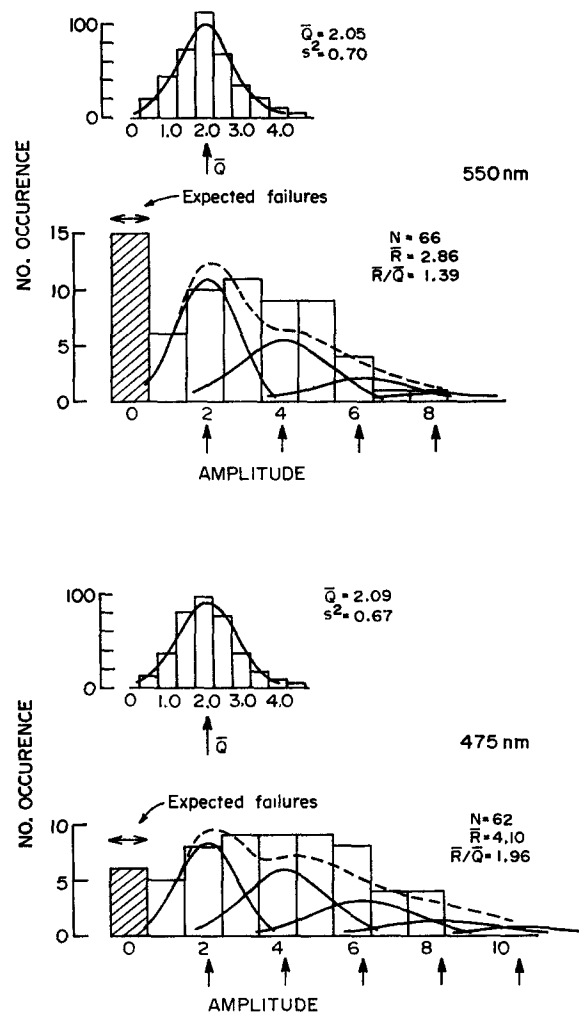 100
0
0 1.0 2.0 3.0 4.0
Q̄ = 2.05
s² = 0.70
Q̄
550 nm
NO. OCCURENCE
Expected failures
15
10
5
0
N = 66
R̄ = 2.86
R̄/Q̄ = 1.39
0 2 4 6 8
AMPLITUDE
100
0
0 1.0 2.0 3.0 4.0
Q̄ = 2.09
s² = 0.67
Q̄
475 nm
NO. OCCURENCE
Expected failures
10
5
0
N = 62
R̄ = 4.10
R̄/Q̄ = 1.96
0 2 4 6 8 10
AMPLITUDE